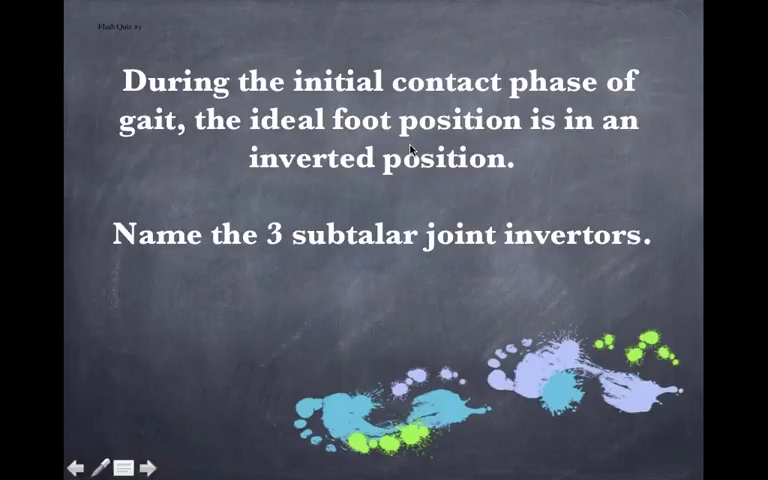 Flash Quiz #1
During the initial contact phase of
gait, the ideal foot position is in an
inverted position.
Name the 3 subtalar joint invertors.